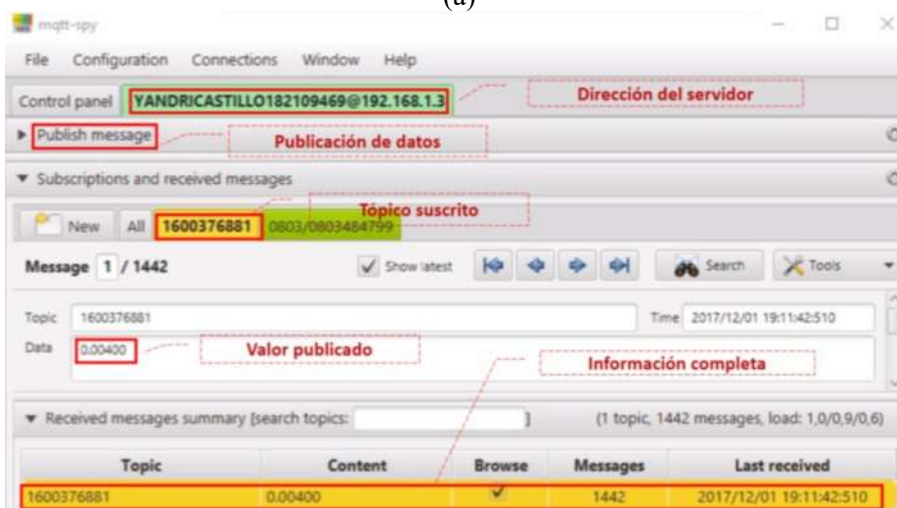 (a)
mqtt-spy
File Configuration Connections Window Help
Control panel YANDRICASTILLO182109469@192.168.1.3 Dirección del servidor
Publish message Publicación de datos
Subscriptions and received messages
Tópico suscrito
New All 1600376881 0803/0803484799
Message 1 / 1442 Show latest Search Tools
Topic 1600376881 Time 2017/12/01 19:11:42:510
Data 0.00400 Valor publicado
Información completa
Received messages summary [search topics: ] (1 topic, 1442 messages, load: 1,0/0,9/0,6)
Topic Content Browse Messages Last received
1600376881 0.00400 1442 2017/12/01 19:11:42:510